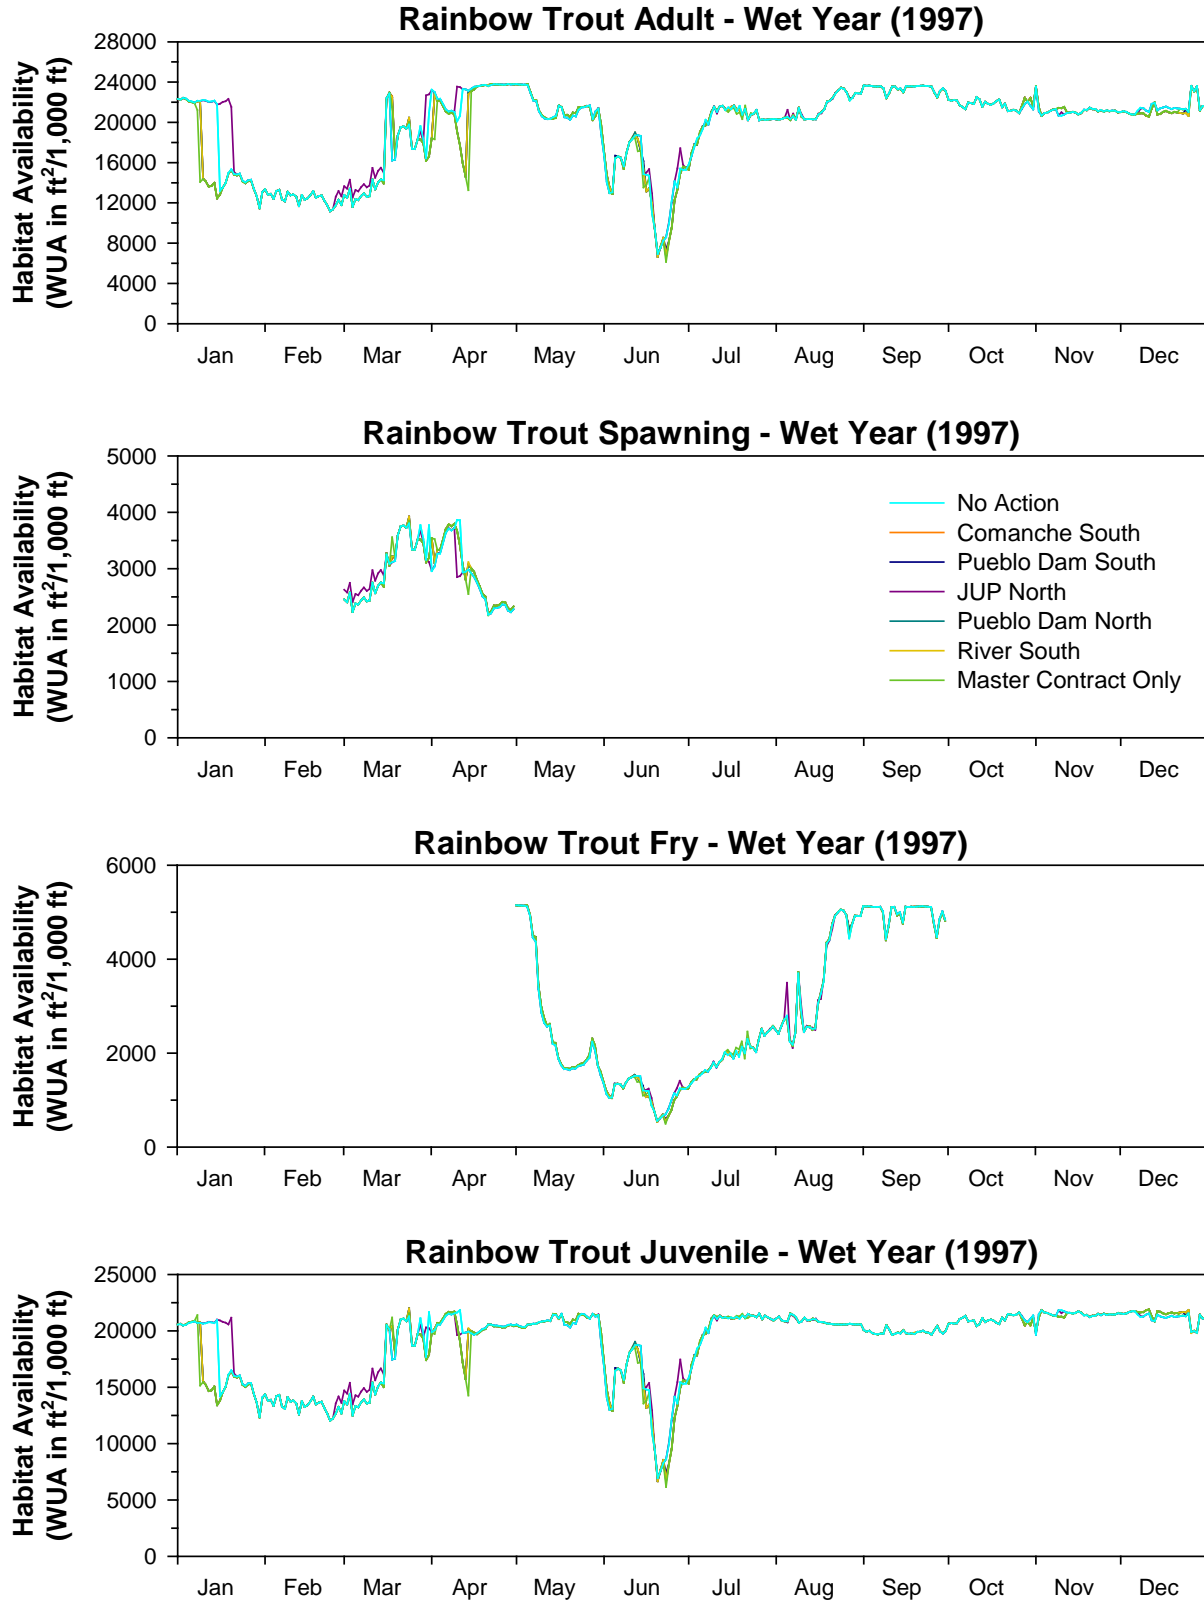 Rainbow Trout Adult - Wet Year (1997)
Habitat Availability
(WUA in ft²/1,000 ft)
28000
24000
20000
16000
12000
8000
4000
0
Jan Feb Mar Apr May Jun Jul Aug Sep Oct Nov Dec
Rainbow Trout Spawning - Wet Year (1997)
Habitat Availability
(WUA in ft²/1,000 ft)
5000
4000
3000
2000
1000
0
No Action
Comanche South
Pueblo Dam South
JUP North
Pueblo Dam North
River South
Master Contract Only
Jan Feb Mar Apr May Jun Jul Aug Sep Oct Nov Dec
Rainbow Trout Fry - Wet Year (1997)
Habitat Availability
(WUA in ft²/1,000 ft)
6000
4000
2000
0
Jan Feb Mar Apr May Jun Jul Aug Sep Oct Nov Dec
Rainbow Trout Juvenile - Wet Year (1997)
Habitat Availability
(WUA in ft²/1,000 ft)
25000
20000
15000
10000
5000
0
Jan Feb Mar Apr May Jun Jul Aug Sep Oct Nov Dec